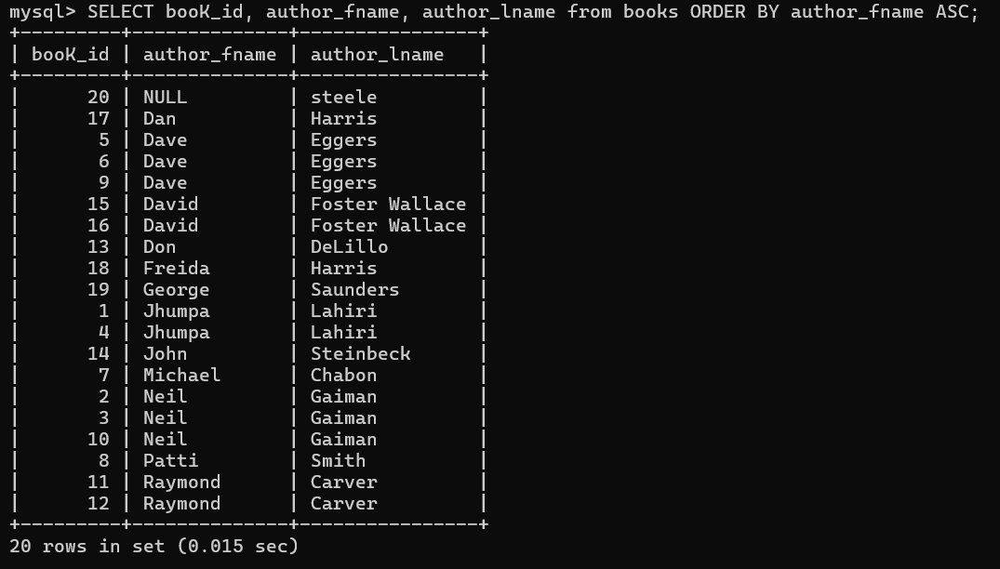 mysql> SELECT booK_id, author_fname, author_lname from books ORDER BY author_fname ASC;
+---------+--------------+----------------+
| booK_id | author_fname | author_lname   |
+---------+--------------+----------------+
|      20 | NULL         | steele         |
|      17 | Dan          | Harris         |
|       5 | Dave         | Eggers         |
|       6 | Dave         | Eggers         |
|       9 | Dave         | Eggers         |
|      15 | David        | Foster Wallace |
|      16 | David        | Foster Wallace |
|      13 | Don          | DeLillo        |
|      18 | Freida       | Harris         |
|      19 | George       | Saunders       |
|       1 | Jhumpa       | Lahiri         |
|       4 | Jhumpa       | Lahiri         |
|      14 | John         | Steinbeck      |
|       7 | Michael      | Chabon         |
|       2 | Neil         | Gaiman         |
|       3 | Neil         | Gaiman         |
|      10 | Neil         | Gaiman         |
|       8 | Patti        | Smith          |
|      11 | Raymond      | Carver         |
|      12 | Raymond      | Carver         |
+---------+--------------+----------------+
20 rows in set (0.015 sec)